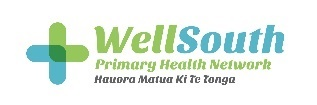 WellSouth
Primary Health Network
Hauora Matua Ki Te Tonga